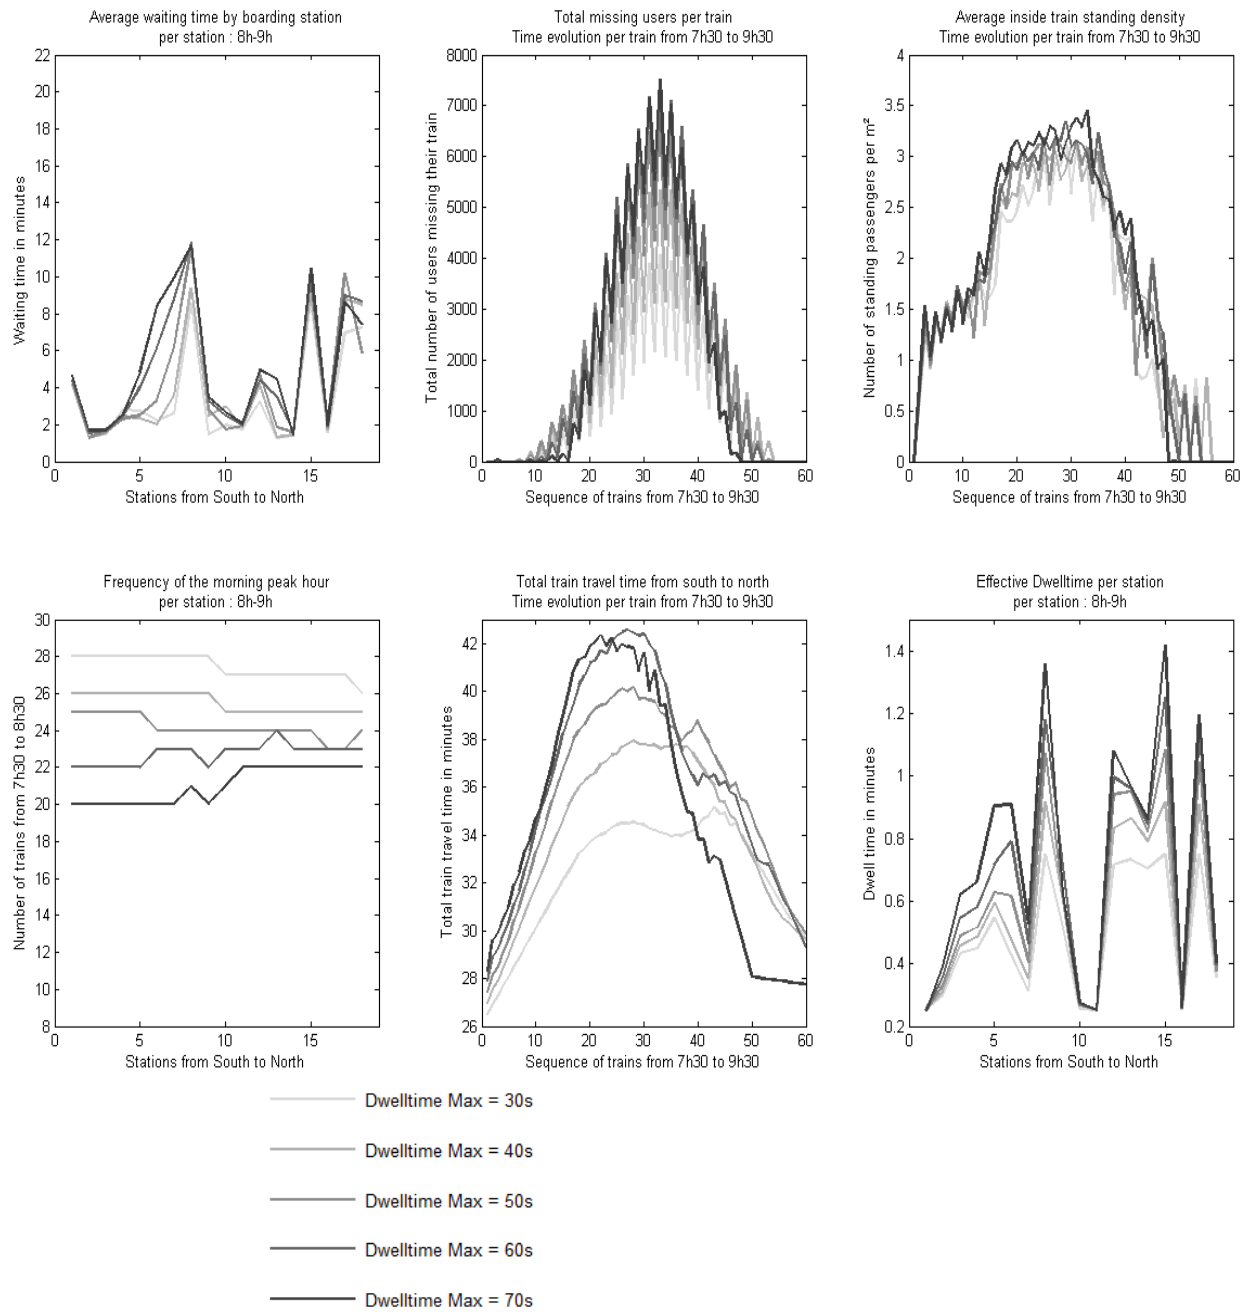 Average waiting time by boarding station
per station : 8h-9h
22
20
18
16
14
12
10
8
6
4
2
0
Waiting time in minutes
0 5 10 15
Stations from South to North
Total missing users per train
Time evolution per train from 7h30 to 9h30
8000
7000
6000
5000
4000
3000
2000
1000
0
Total number of users missing their train
0 10 20 30 40 50 60
Sequence of trains from 7h30 to 9h30
Average inside train standing density
Time evolution per train from 7h30 to 9h30
4
3.5
3
2.5
2
1.5
1
0.5
0
Number of standing passengers per m²
0 10 20 30 40 50 60
Sequence of trains from 7h30 to 9h30
Frequency of the morning peak hour
per station : 8h-9h
30
28
26
24
22
20
18
16
14
12
10
8
Number of trains from 7h30 to 8h30
0 5 10 15
Stations from South to North
Total train travel time from south to north
Time evolution per train from 7h30 to 9h30
42
40
38
36
34
32
30
28
26
Total train travel time in minutes
0 10 20 30 40 50 60
Sequence of trains from 7h30 to 9h30
Effective Dwelltime per station
per station : 8h-9h
1.4
1.2
1
0.8
0.6
0.4
0.2
Dwell time in minutes
0 5 10 15
Stations from South to North
Dwelltime Max = 30s
Dwelltime Max = 40s
Dwelltime Max = 50s
Dwelltime Max = 60s
Dwelltime Max = 70s